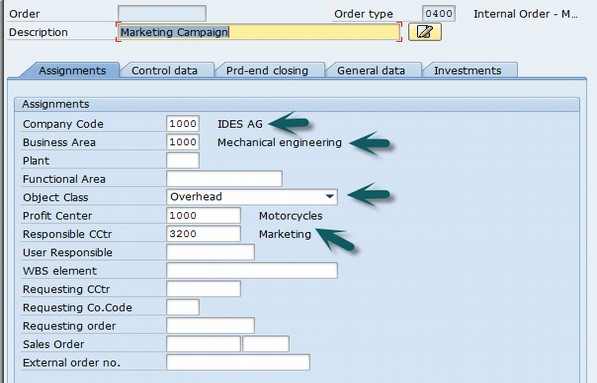 Order Order type 0400 Internal Order - M...
Description Marketing Campaign
Assignments Control data Prd-end closing General data Investments
Assignments
Company Code 1000 IDES AG
Business Area 1000 Mechanical engineering
Plant
Functional Area
Object Class Overhead
Profit Center 1000 Motorcycles
Responsible CCtr 3200 Marketing
User Responsible
WBS element
Requesting CCtr
Requesting Co.Code
Requesting order
Sales Order
External order no.